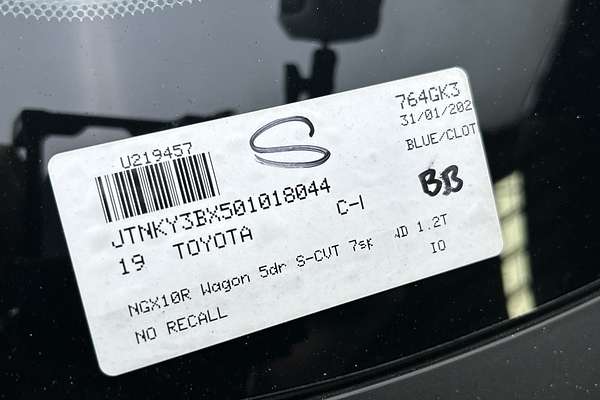 U219457
S
764GK3
31/01/202
BLUE/CLOT
JTNKY3BX501018044
BB
19 TOYOTA C-
NGX10R Wagon 5dr S-CVT 7sp 1.2T
NO RECALL IO